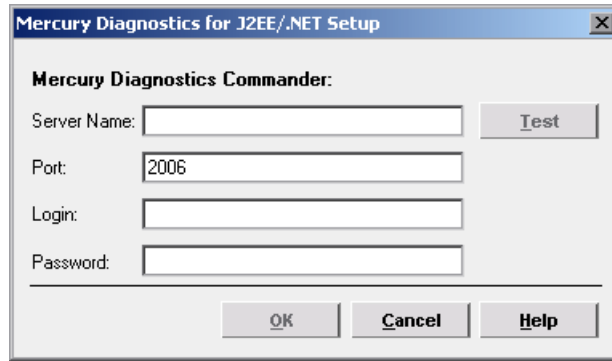 Mercury Diagnostics for J2EE/.NET Setup
Mercury Diagnostics Commander:
Server Name: Test
Port: 2006
Login:
Password:
OK Cancel Help